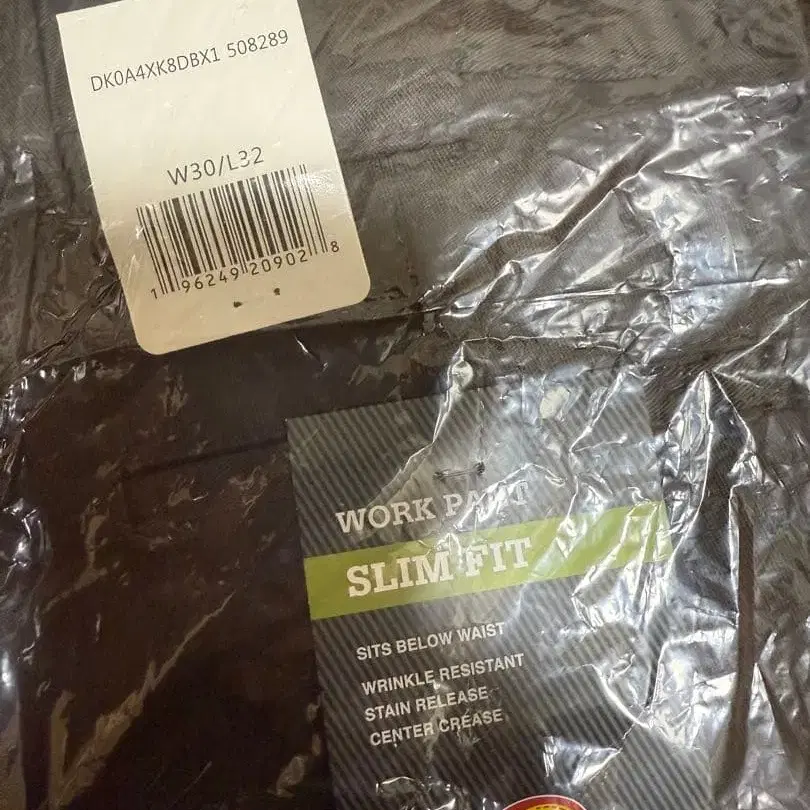 DK0A4XK8DBX1 508289
W30/L32
1 96249 20902 8
WORK PANT
SLIM FIT
SITS BELOW WAIST
WRINKLE RESISTANT
STAIN RELEASE
CENTER CREASE